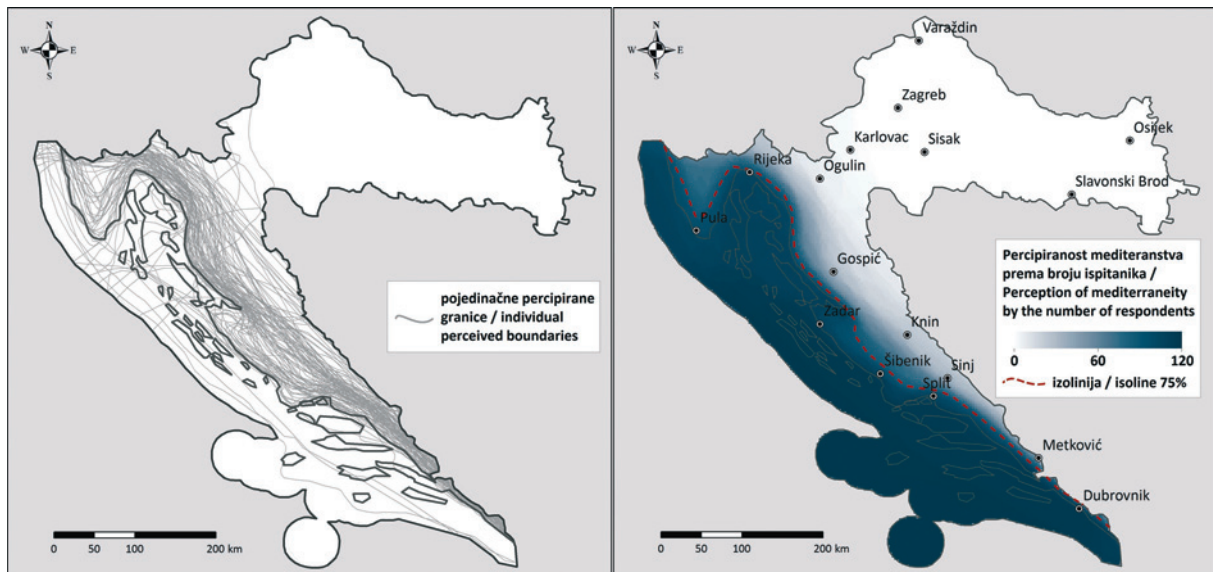 N
W E
S
pojedinačne percipirane
granice / individual
perceived boundaries
0 50 100 200 km
N
W E
S
Varaždin
Zagreb
Karlovac
Sisak
Osijek
Rijeka
Ogulin
Slavonski Brod
Pula
Gospić
Zadar
Knin
Šibenik
Sinj
Split
Metković
Dubrovnik
Percipiranost mediteranstva
prema broju ispitanika /
Perception of mediterraneity
by the number of respondents
0 60 120
izolinija / isoline 75%
0 50 100 200 km